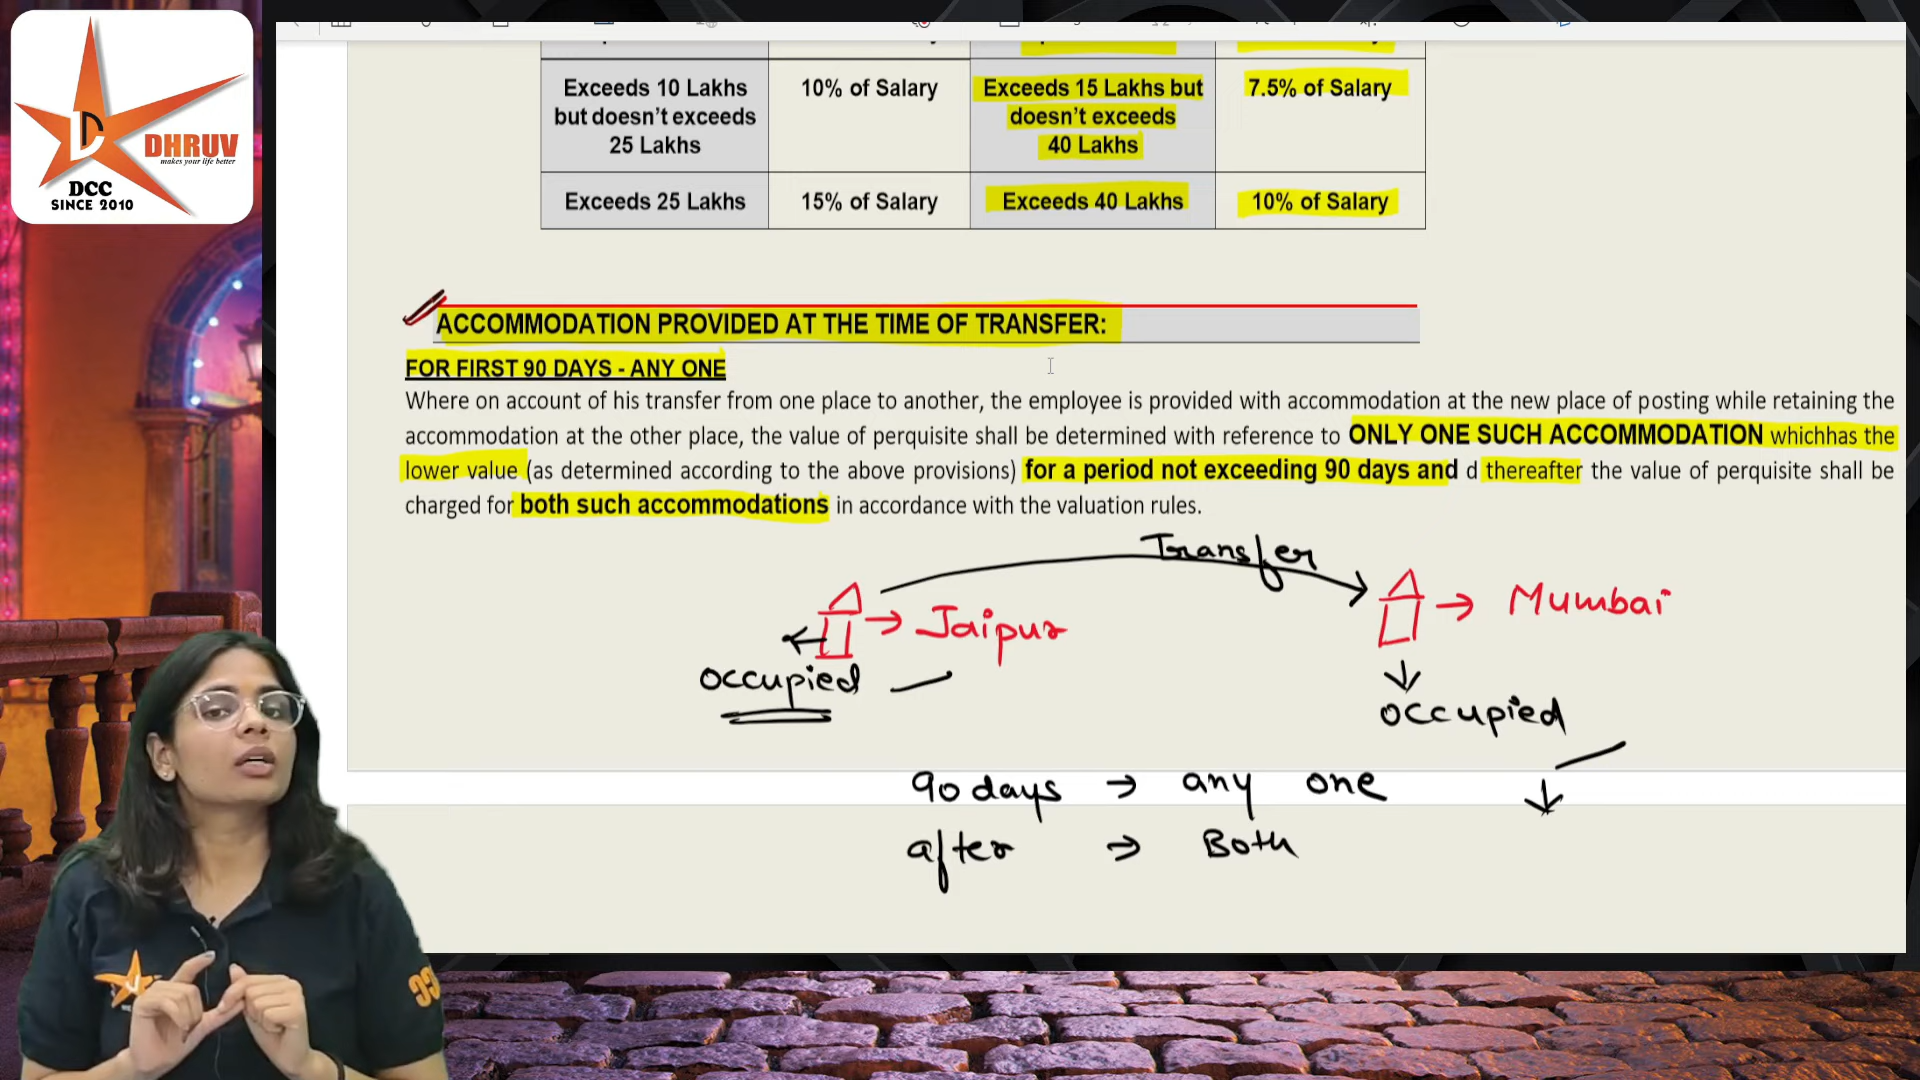 DHRUV
makes your life better
DCC
SINCE 2010
Exceeds 10 Lakhs but doesn’t exceeds 25 Lakhs
10% of Salary
Exceeds 15 Lakhs but doesn’t exceeds 40 Lakhs
7.5% of Salary
Exceeds 25 Lakhs
15% of Salary
Exceeds 40 Lakhs
10% of Salary
ACCOMMODATION PROVIDED AT THE TIME OF TRANSFER:
FOR FIRST 90 DAYS - ANY ONE
Where on account of his transfer from one place to another, the employee is provided with accommodation at the new place of posting while retaining the
accommodation at the other place, the value of perquisite shall be determined with reference to ONLY ONE SUCH ACCOMMODATION whichhas the
lower value (as determined according to the above provisions) for a period not exceeding 90 days and d thereafter the value of perquisite shall be
charged for both such accommodations in accordance with the valuation rules.
Transfer
→ Jaipur
→ Mumbai
occupied
occupied
90 days → any one
after → Both